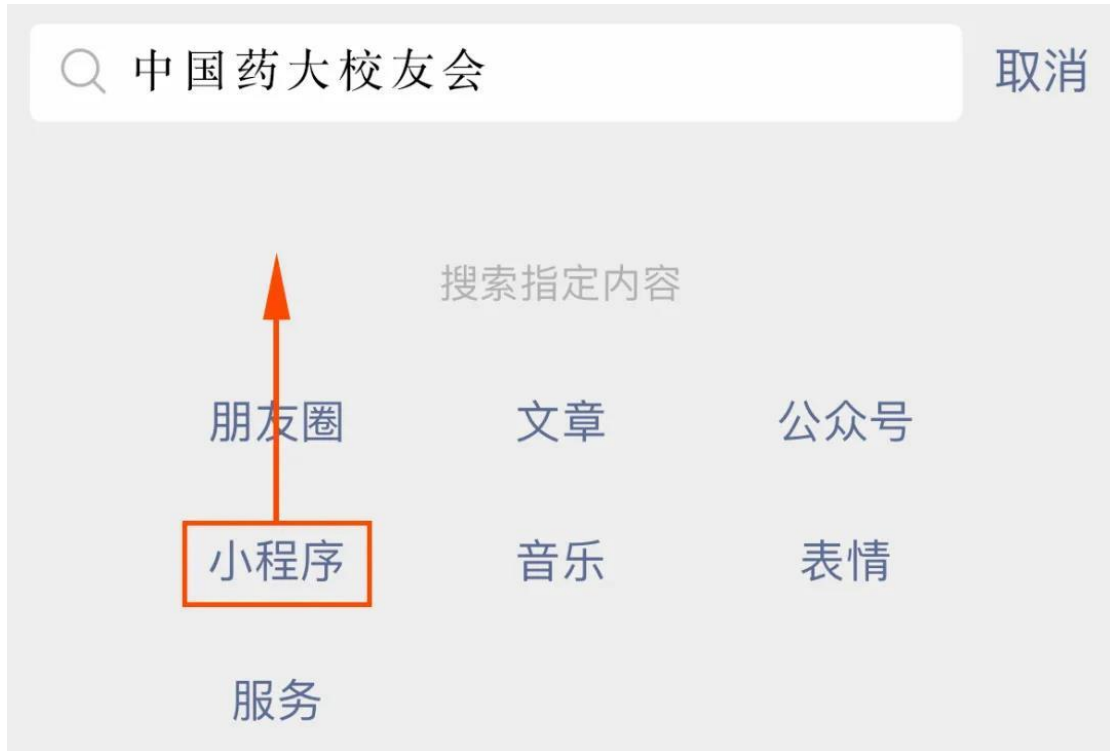 中国药大校友会 取消
搜索指定内容
朋友圈 文章 公众号
小程序 音乐 表情
服务